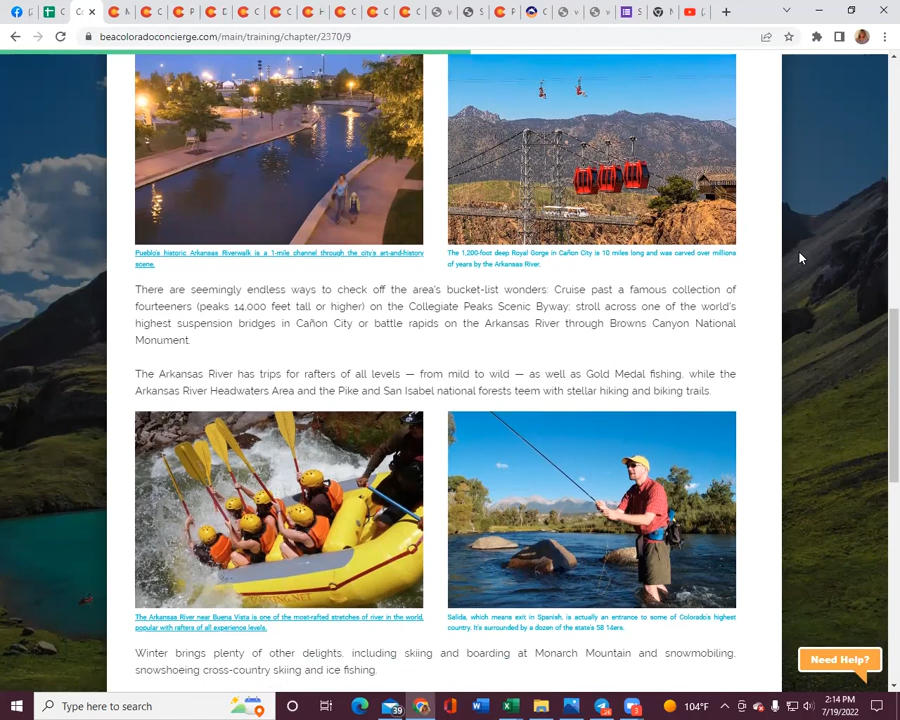 beacoloradoconcierge.com/main/training/chapter/2370/9
Pueblo's historic Arkansas Riverwalk is a 1-mile channel through the city's art-and-history
scene.
The 1,200-foot deep Royal Gorge in Cañon City is 10 miles long and was carved over millions
of years by the Arkansas River.
There are seemingly endless ways to check off the area's bucket-list wonders: Cruise past a famous collection of
fourteeners (peaks 14,000 feet tall or higher) on the Collegiate Peaks Scenic Byway; stroll across one of the world's
highest suspension bridges in Cañon City or battle rapids on the Arkansas River through Browns Canyon National
Monument.
The Arkansas River has trips for rafters of all levels — from mild to wild — as well as Gold Medal fishing, while the
Arkansas River Headwaters Area and the Pike and San Isabel national forests teem with stellar hiking and biking trails.
The Arkansas River near Buena Vista is one of the most-rafted stretches of river in the world,
popular with rafters of all experience levels.
Salida, which means exit in Spanish, is actually an entrance to some of Colorado's highest
country. It's surrounded by a dozen of the state's 58 14ers.
Winter brings plenty of other delights, including skiing and boarding at Monarch Mountain and snowmobiling,
snowshoeing cross-country skiing and ice fishing.
Need Help?
Type here to search
39
104°F
2:14 PM
7/19/2022